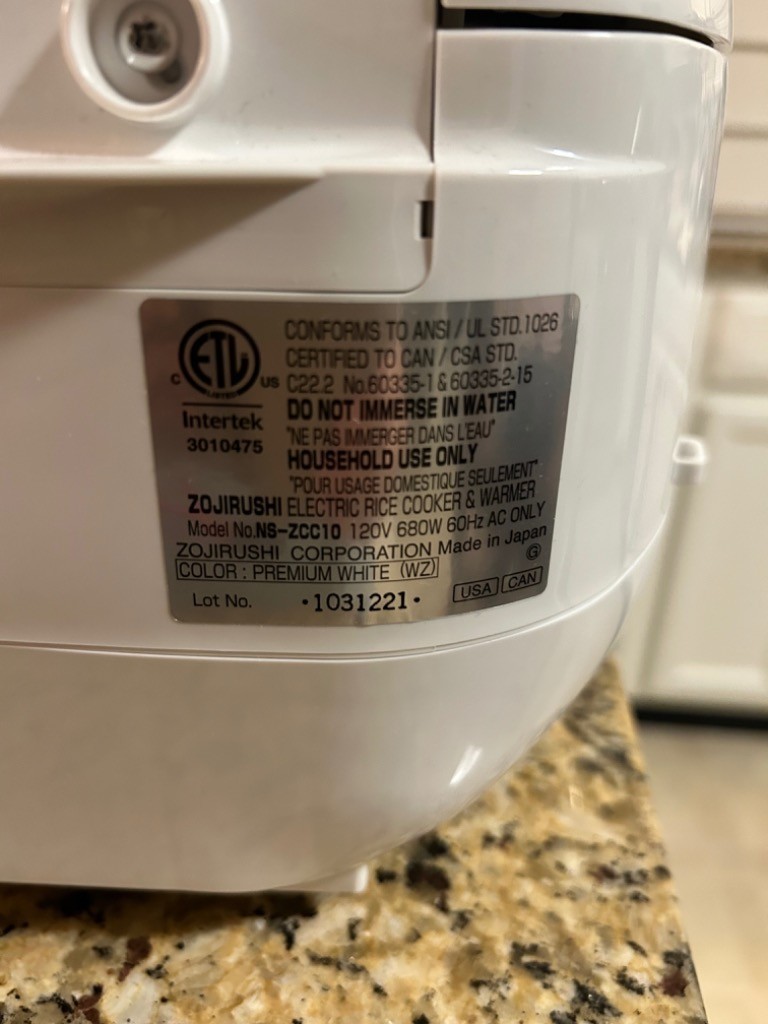 CONFORMS TO ANSI / UL STD.1026
CERTIFIED TO CAN / CSA STD.
C22.2 No.60335-1 & 60335-2-15
DO NOT IMMERSE IN WATER
"NE PAS IMMERGER DANS L'EAU"
HOUSEHOLD USE ONLY
"POUR USAGE DOMESTIQUE SEULEMENT"
ETL
LISTED
C US
Intertek
3010475
ZOJIRUSHI ELECTRIC RICE COOKER & WARMER
Model No.NS-ZCC10 120V 680W 60Hz AC ONLY
ZOJIRUSHI CORPORATION Made in Japan
G
COLOR : PREMIUM WHITE (WZ)
Lot No. •1031221• USA CAN